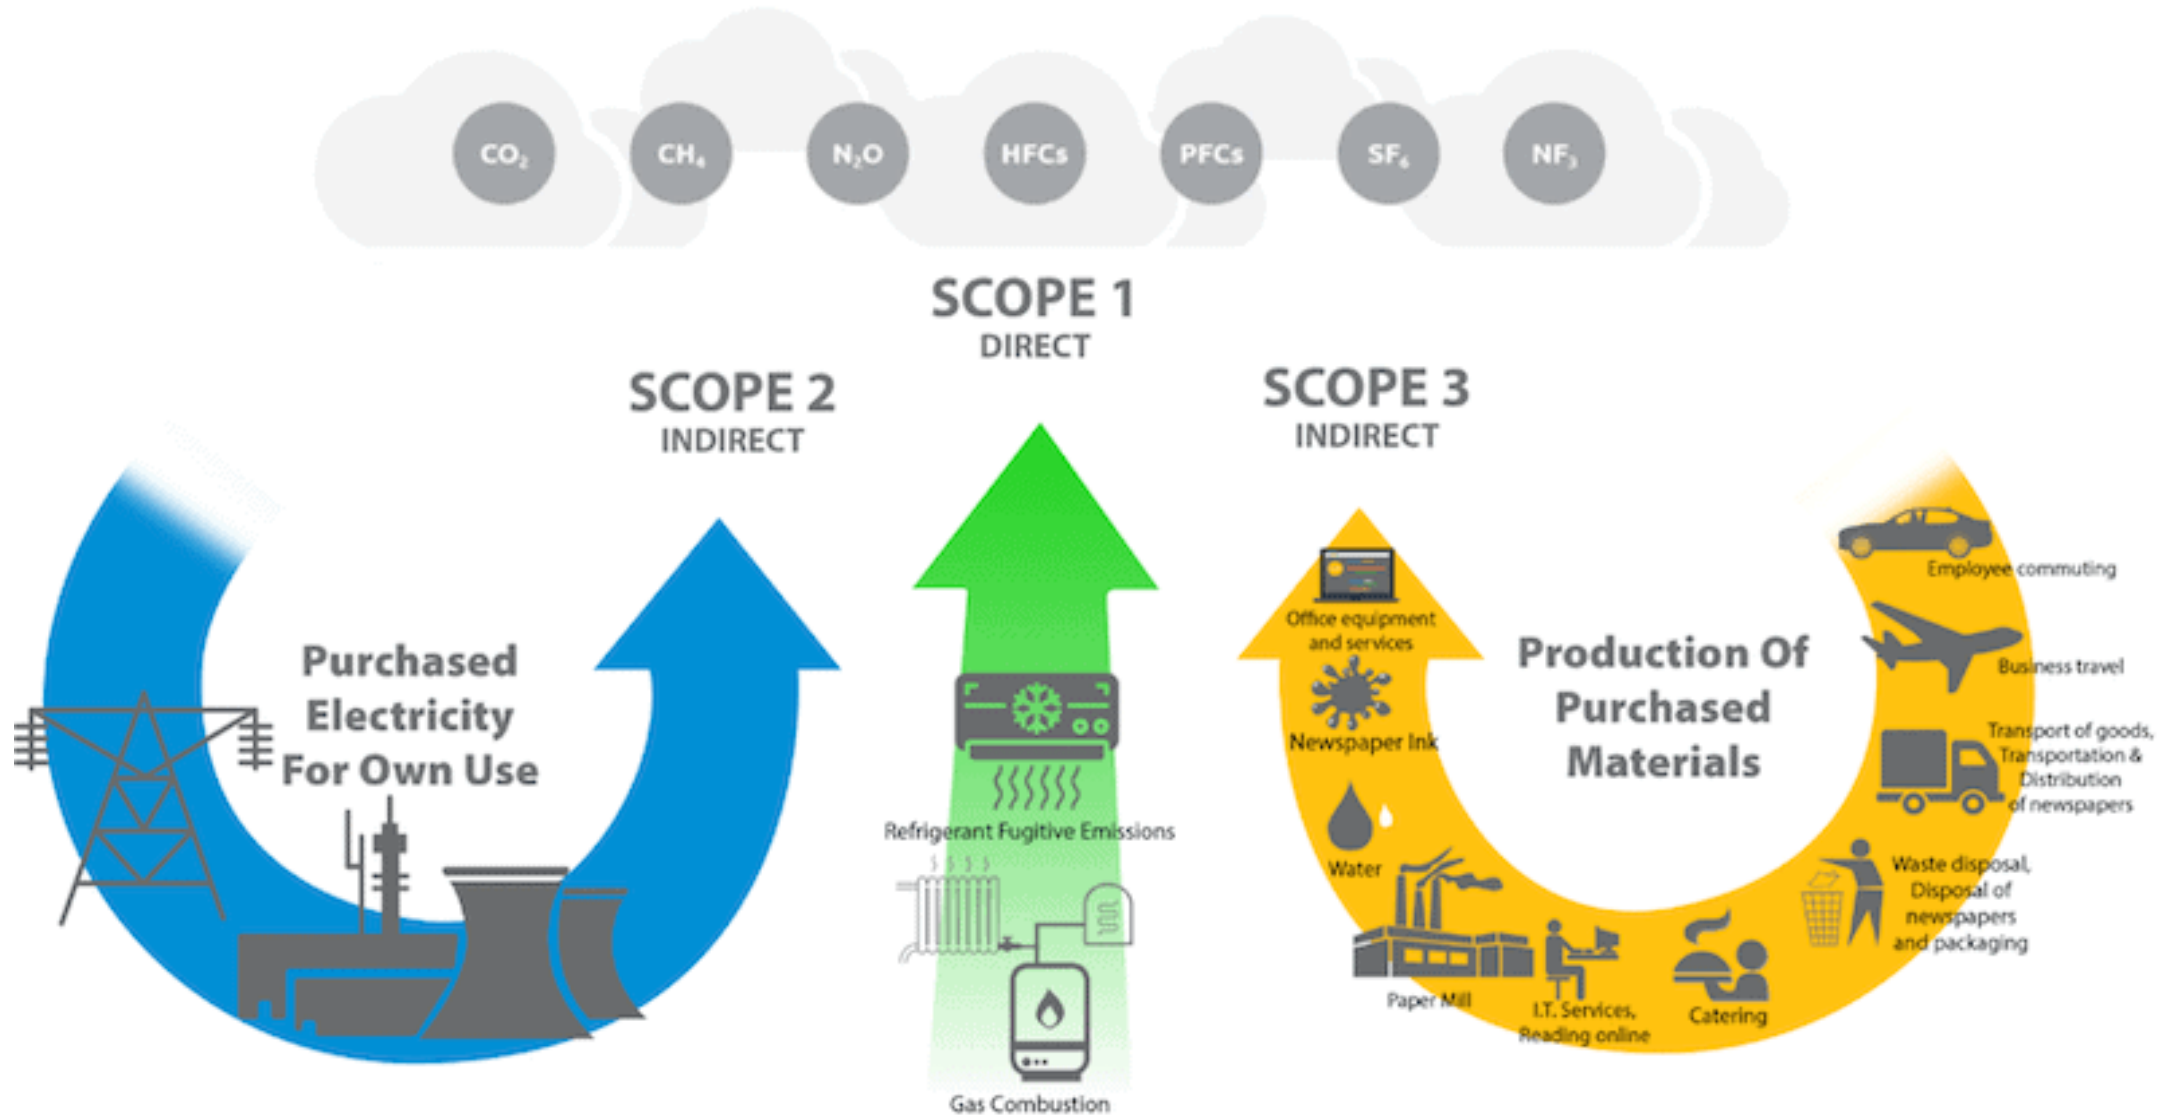 CO₂
CH₄
N₂O
HFCs
PFCs
SF₆
NF₃
SCOPE 1
DIRECT
SCOPE 2
INDIRECT
SCOPE 3
INDIRECT
Purchased
Electricity
For Own Use
Refrigerant Fugitive Emissions
Gas Combustion
Office equipment
and services
Newspaper Ink
Water
Paper Mill
I.T. Services,
Reading online
Catering
Waste disposal,
Disposal of
newspapers
and packaging
Transport of goods,
Transportation &
Distribution
of newspapers
Business travel
Employee commuting
Production Of
Purchased
Materials